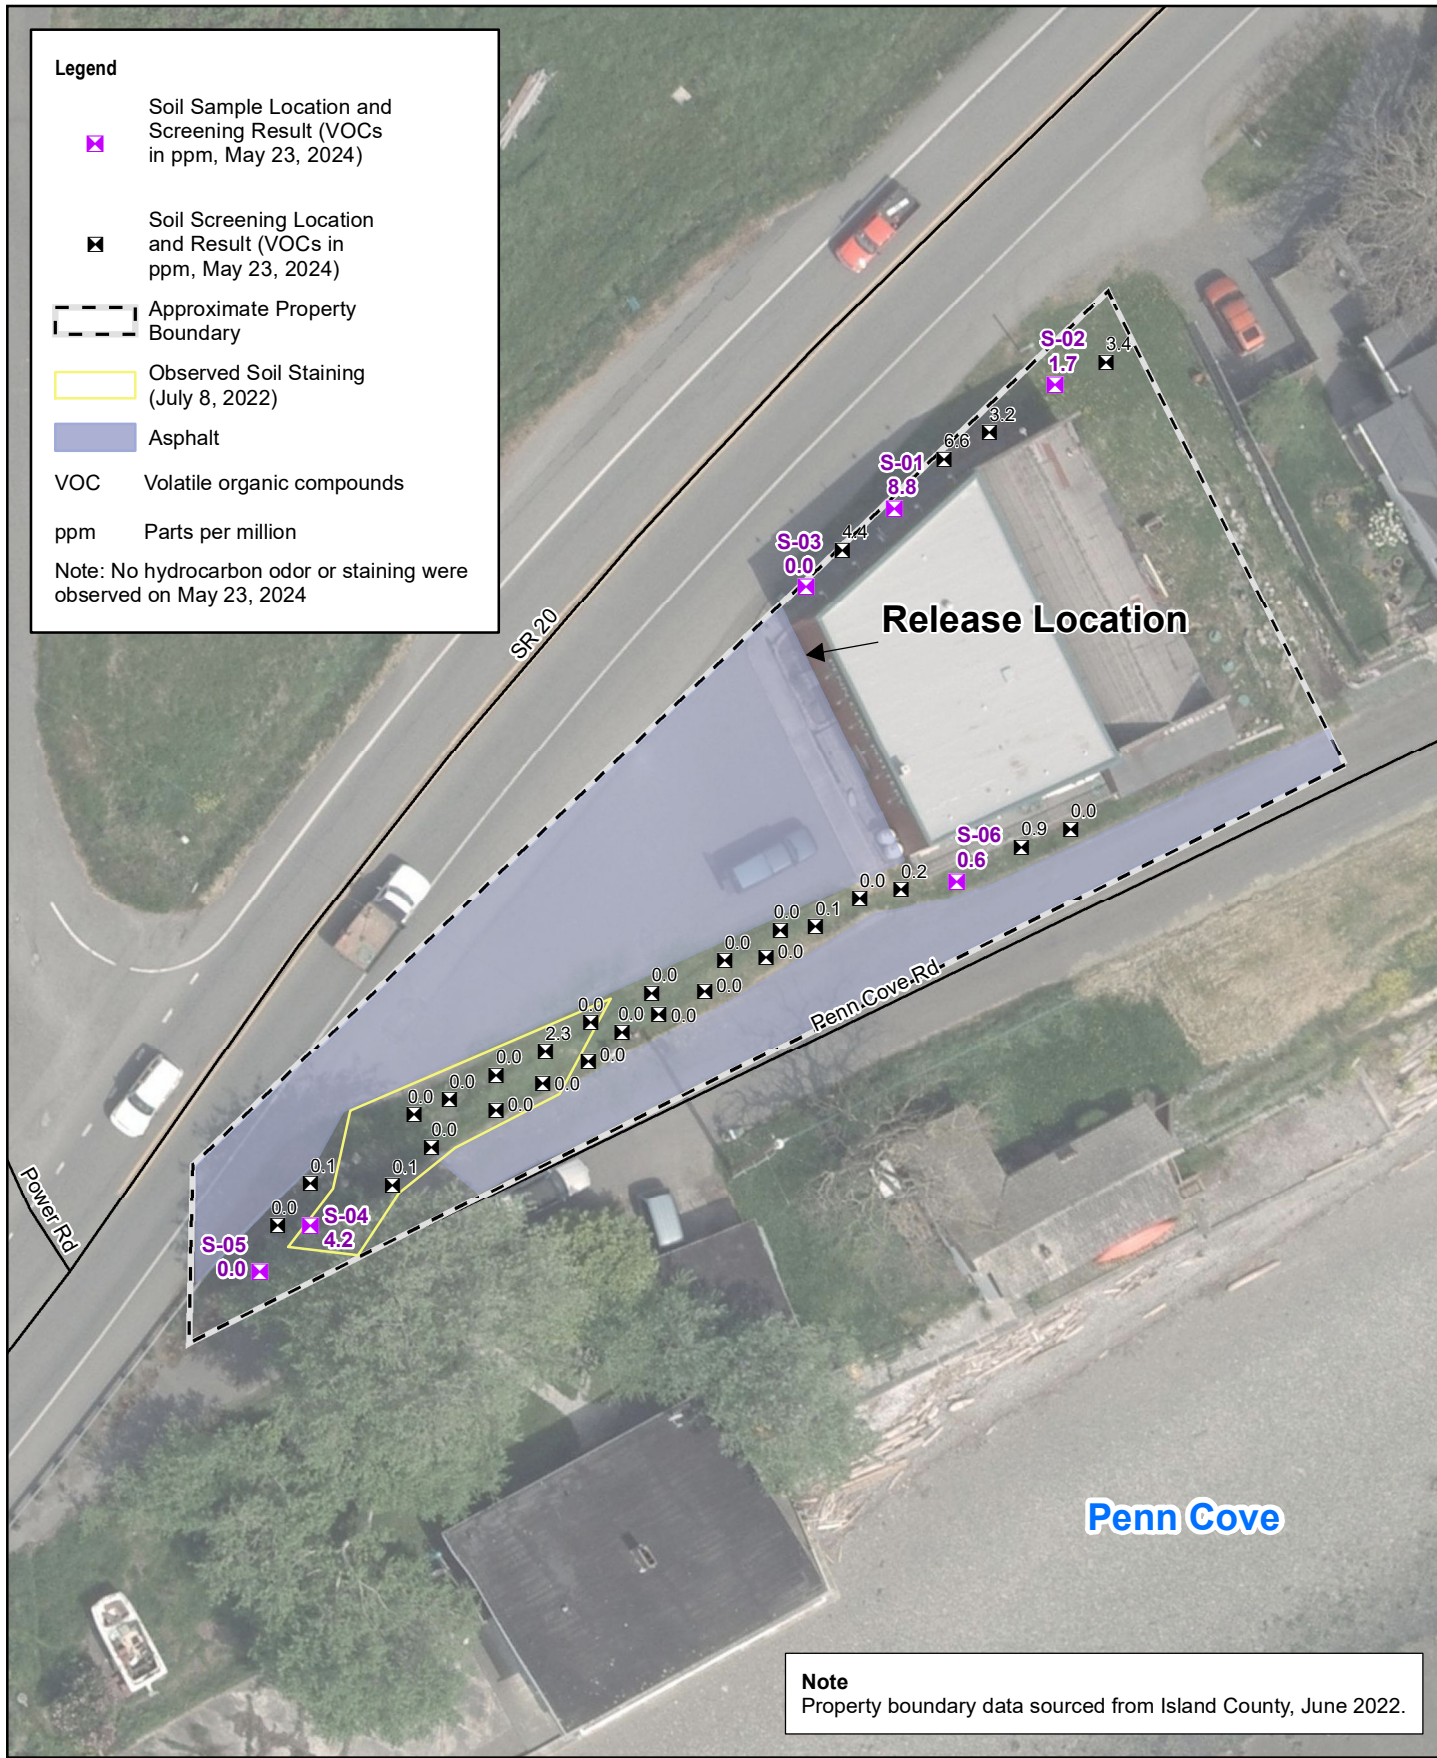 Legend
Soil Sample Location and
Screening Result (VOCs
in ppm, May 23, 2024)
Soil Screening Location
and Result (VOCs in
ppm, May 23, 2024)
Approximate Property
Boundary
Observed Soil Staining
(July 8, 2022)
Asphalt
VOC Volatile organic compounds
ppm Parts per million
Note: No hydrocarbon odor or staining were
observed on May 23, 2024
S-02
1.7
3.4
3.2
6.6
S-01
8.8
4.4
S-03
0.0
Release Location
SR 20
0.0
0.9
S-06
0.6
0.2
0.0
0.1
0.0
0.0
0.0
0.0
0.0
0.0
0.0
0.0
2.3
0.0
0.0
0.0
0.0
0.0
0.0
0.0
0.1
0.1
0.0
S-04
4.2
S-05
0.0
Penn Cove Rd
Power Rd
Penn Cove
Note
Property boundary data sourced from Island County, June 2022.